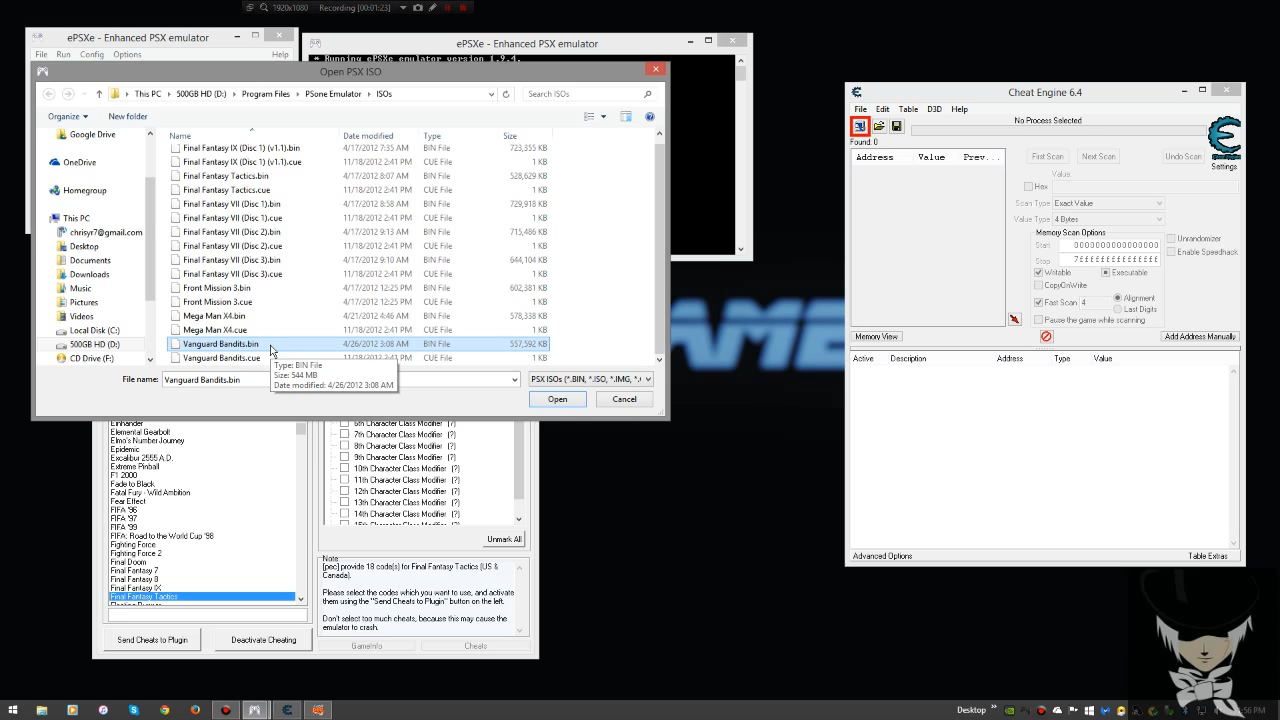 1920x1080 Recording [00:01:23]
ePSXe - Enhanced PSX emulator
File Run Config Options Help
ePSXe - Enhanced PSX emulator
* Running ePSXe emulator version 1.9.4.
Open PSX ISO
This PC 500GB HD (D:) Program Files PSone Emulator ISOs
Search ISOs
Organize New folder
Google Drive
OneDrive
Homegroup
This PC
chrisyr7@gmail.com
Desktop
Documents
Downloads
Music
Pictures
Videos
Local Disk (C:)
500GB HD (D:)
CD Drive (F:)
Name Date modified Type Size
Final Fantasy IX (Disc 1) (v1.1).bin 4/17/2012 7:35 AM BIN File 723,355 KB
Final Fantasy IX (Disc 1) (v1.1).cue 11/18/2012 2:41 PM CUE File 1 KB
Final Fantasy Tactics.bin 4/17/2012 8:07 AM BIN File 528,629 KB
Final Fantasy Tactics.cue 11/18/2012 2:41 PM CUE File 1 KB
Final Fantasy VII (Disc 1).bin 4/17/2012 8:58 AM BIN File 729,918 KB
Final Fantasy VII (Disc 1).cue 11/18/2012 2:41 PM CUE File 1 KB
Final Fantasy VII (Disc 2).bin 4/17/2012 9:13 AM BIN File 715,486 KB
Final Fantasy VII (Disc 2).cue 11/18/2012 2:41 PM CUE File 1 KB
Final Fantasy VII (Disc 3).bin 4/17/2012 9:10 AM BIN File 644,104 KB
Final Fantasy VII (Disc 3).cue 11/18/2012 2:41 PM CUE File 1 KB
Front Mission 3.bin 4/17/2012 12:25 PM BIN File 602,381 KB
Front Mission 3.cue 11/18/2012 2:41 PM CUE File 1 KB
Mega Man X4.bin 4/21/2012 4:46 AM BIN File 500,947 KB
Mega Man X4.cue 11/18/2012 2:41 PM CUE File 1 KB
Vanguard Bandits.bin 4/26/2012 3:08 AM BIN File 557,592 KB
Vanguard Bandits.cue 11/18/2012 2:41 PM CUE File 1 KB
Type: BIN File
Size: 544 MB
Date modified: 4/26/2012 3:08 AM
File name: Vanguard Bandits.bin
PSX ISOs (*.BIN, *.ISO, *.IMG, *.
Open Cancel
Einhander
Elemental Gearbolt
Elmo's Number Journey
Epidemic
Excalibur 2555 A.D.
Extreme Pinball
F1 2000
Fade to Black
Fatal Fury - Wild Ambition
Fear Effect
FIFA '96
FIFA '97
FIFA '99
FIFA: Road to the World Cup '98
Fighting Force
Fighting Force 2
Final Doom
Final Fantasy 7
Final Fantasy 8
Final Fantasy IX
Final Fantasy Tactics
Send Cheats to Plugin Deactivate Cheating
6th Character Class Modifier (?)
7th Character Class Modifier (?)
8th Character Class Modifier (?)
9th Character Class Modifier (?)
10th Character Class Modifier (?)
11th Character Class Modifier (?)
12th Character Class Modifier (?)
13th Character Class Modifier (?)
14th Character Class Modifier (?)
15th Character Class Modifier (?)
Unmark All
Note
[pec] provide 18 code(s) for Final Fantasy Tactics (US &
Canada).
Please select the codes which you want to use, and activate
them using the "Send Cheats to Plugin" button on the left.
Don't select too much cheats, because this may cause the
emulator to crash.
GameInfo Cheats
Cheat Engine 6.4
File Edit Table D3D Help
No Process Selected
Found: 0
Address Value Prev...
First Scan Next Scan Undo Scan
Settings
Value:
Hex
Scan Type Exact Value
Value Type 4 Bytes
Memory Scan Options
Start 0000000000000000
Stop 7fffffffffffffff
Writable Executable
CopyOnWrite
Fast Scan 4 Alignment
Last Digits
Pause the game while scanning
Unrandomizer
Enable Speedhack
Memory View Add Address Manually
Active Description Address Type Value
Advanced Options Table Extras
GAME
Desktop
:56 PM